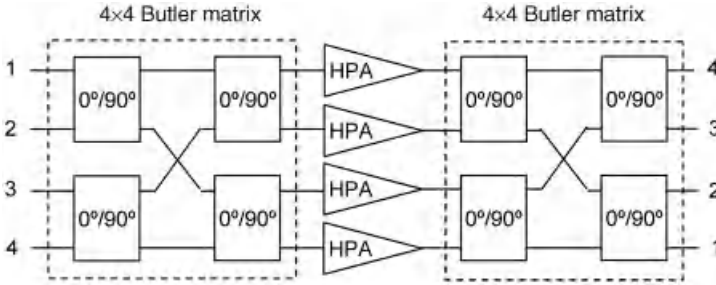 4×4 Butler matrix 4×4 Butler matrix
1 HPA 4
0º/90º 0º/90º 0º/90º 0º/90º
2 HPA 3
3 HPA 2
0º/90º 0º/90º 0º/90º 0º/90º
4 HPA 1